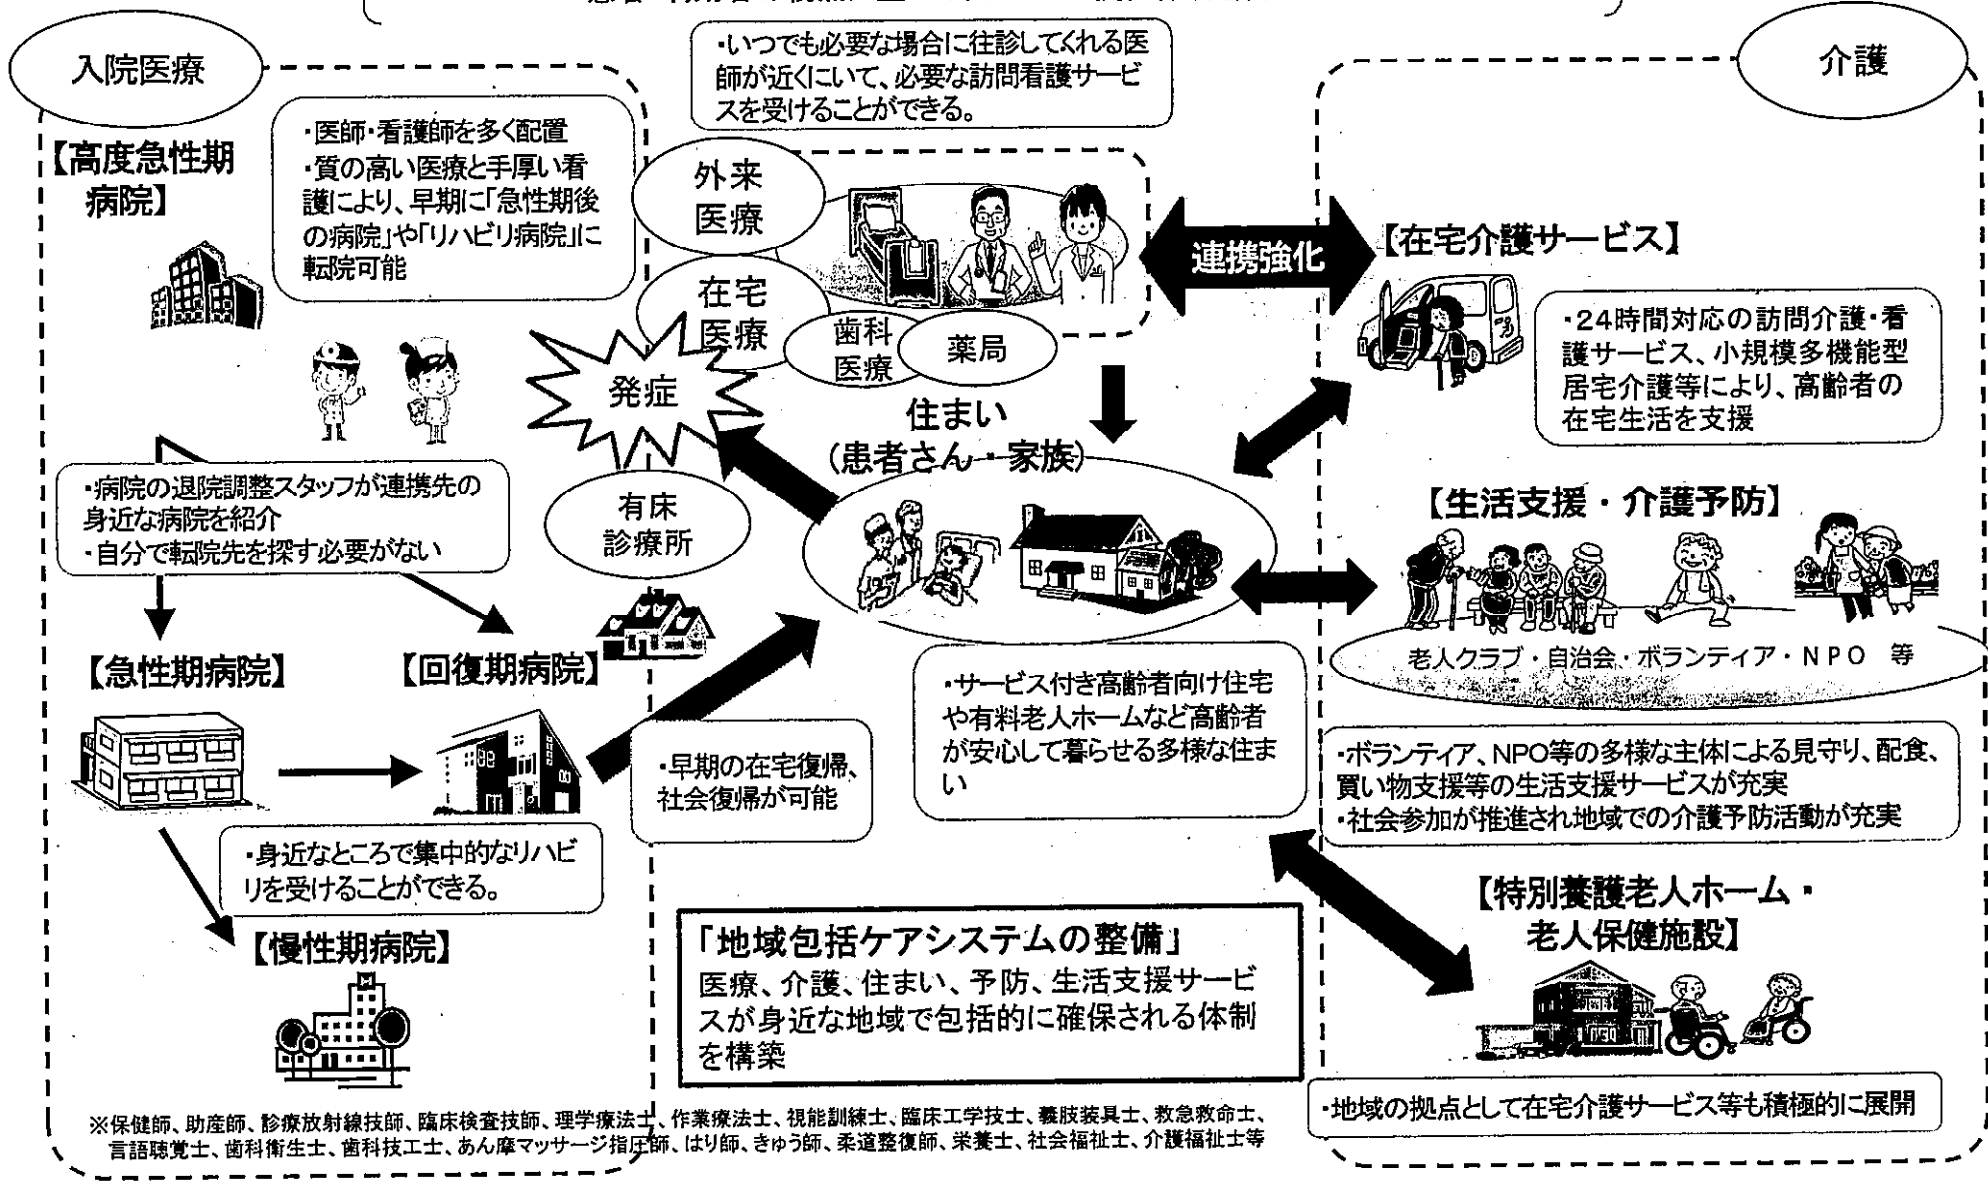 入院医療
【高度急性期
病院】
・医師・看護師を多く配置
・質の高い医療と手厚い看
護により、早期に「急性期後
の病院」や「リハビリ病院」に
転院可能
・いつでも必要な場合に往診してくれる医
師が近くにいて、必要な訪問看護サービ
スを受けることができる。
外来
医療
在宅
医療
歯科
医療
薬局
連携強化
介護
【在宅介護サービス】
・24時間対応の訪問介護・看
護サービス、小規模多機能型
居宅介護等により、高齢者の
在宅生活を支援
発症
住まい
(患者さん・家族)
・病院の退院調整スタッフが連携先の
身近な病院を紹介
・自分で転院先を探す必要がない
有床
診療所
【生活支援・介護予防】
老人クラブ・自治会・ボランティア・NPO 等
【急性期病院】
【回復期病院】
・早期の在宅復帰、
社会復帰が可能
・サービス付き高齢者向け住宅
や有料老人ホームなど高齢者
が安心して暮らせる多様な住ま
い
・ボランティア、NPO等の多様な主体による見守り、配食、
買い物支援等の生活支援サービスが充実
・社会参加が推進され地域での介護予防活動が充実
・身近なところで集中的なリハビ
リを受けることができる。
【慢性期病院】
「地域包括ケアシステムの整備」
医療、介護、住まい、予防、生活支援サービ
スが身近な地域で包括的に確保される体制
を構築
【特別養護老人ホーム・
老人保健施設】
・地域の拠点として在宅介護サービス等も積極的に展開
※保健師、助産師、診療放射線技師、臨床検査技師、理学療法士、作業療法士、視能訓練士、臨床工学技士、義肢装具士、救急救命士、
言語聴覚士、歯科衛生士、歯科技工士、あん摩マッサージ指圧師、はり師、きゅう師、柔道整復師、栄養士、社会福祉士、介護福祉士等